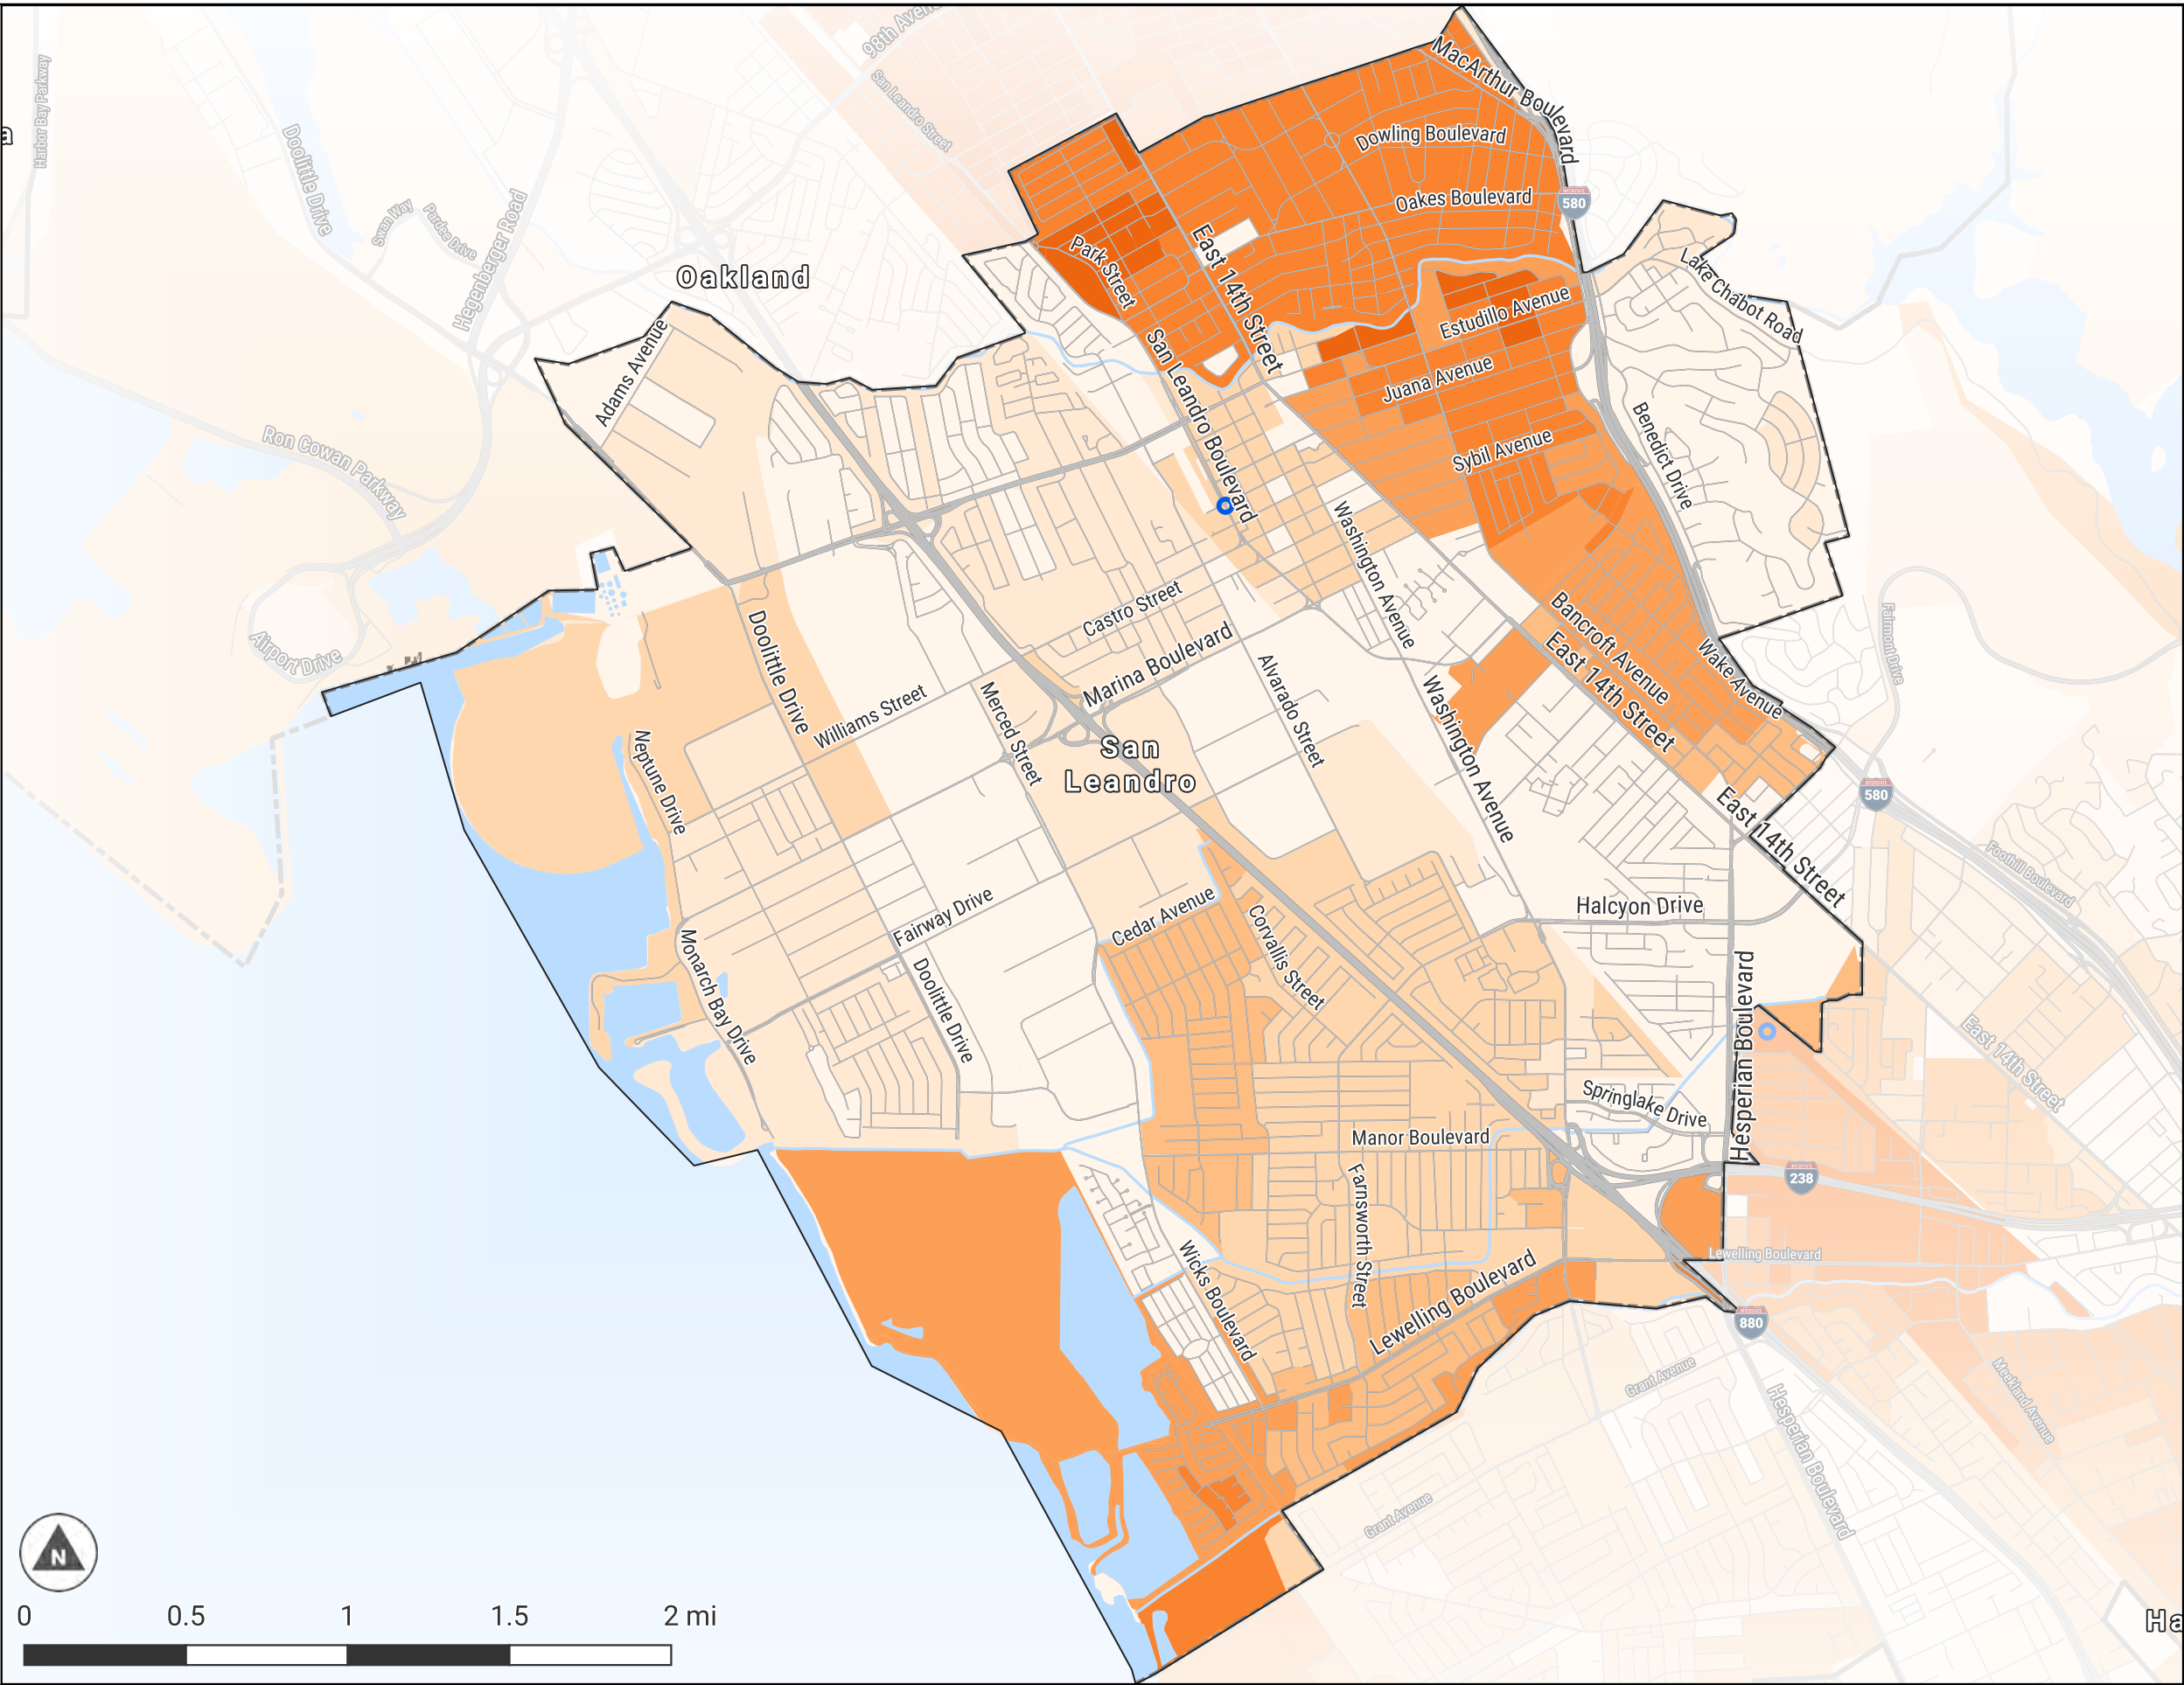 98th Avenue
MacArthur Boulevard
San Leandro Street
Harbor Bay Parkway
a
Doolittle Drive
Dowling Boulevard
Swan Way
Pardee Drive
Oakes Boulevard
580
Hegenberger Road
Park Street
East 14th Street
Lake Chabot Road
Oakland
Estudillo Avenue
Adams Avenue
San Leandro Boulevard
Juana Avenue
Ron Cowan Parkway
Sybil Avenue
Benedict Drive
Washington Avenue
Castro Street
Bancroft Avenue
Airport Drive
Doolittle Drive
Marina Boulevard
East 14th Street
Wake Avenue
Fairmont Drive
Alvarado Street
Williams Street
Merced Street
Washington Avenue
Neptune Drive
San
Leandro
580
East 14th Street
Foothill Boulevard
Cedar Avenue
Corvallis Street
Halcyon Drive
Fairway Drive
Monarch Bay Drive
Doolittle Drive
Hesperian Boulevard
East 14th Street
Springlake Drive
Manor Boulevard
238
Farnsworth Street
Wicks Boulevard
Lewelling Boulevard
Lewelling Boulevard
880
Grant Avenue
Meekland Avenue
Hesperian Boulevard
Grant Avenue
N
0 0.5 1 1.5 2 mi
Ha